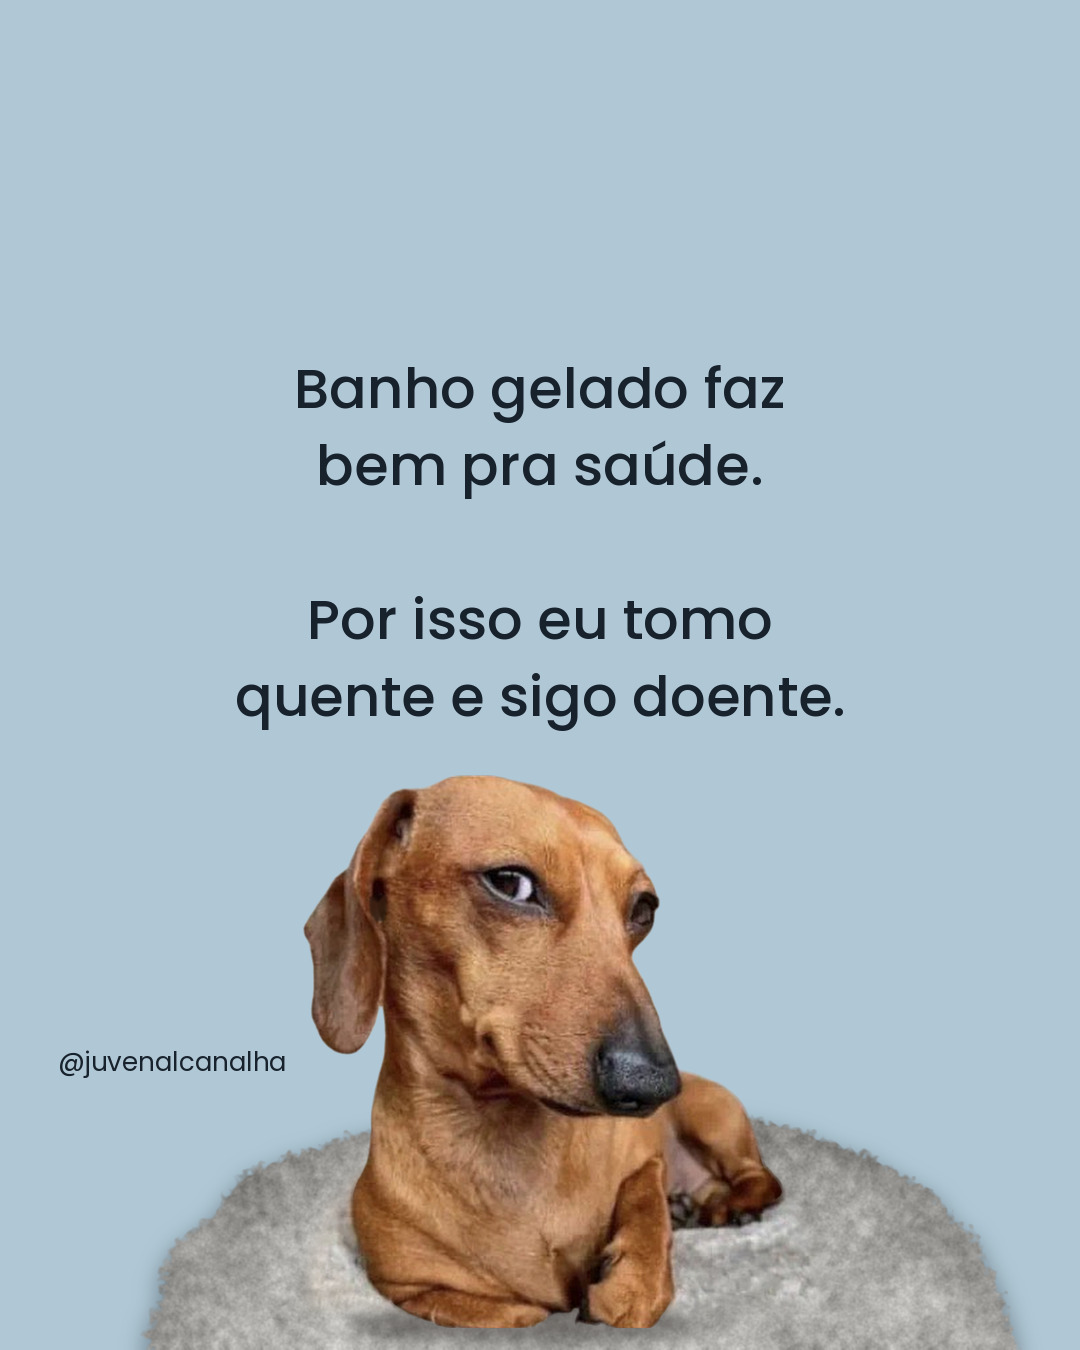 Banho gelado faz
bem pra saúde.
Por isso eu tomo
quente e sigo doente.
@juvenalcanalha